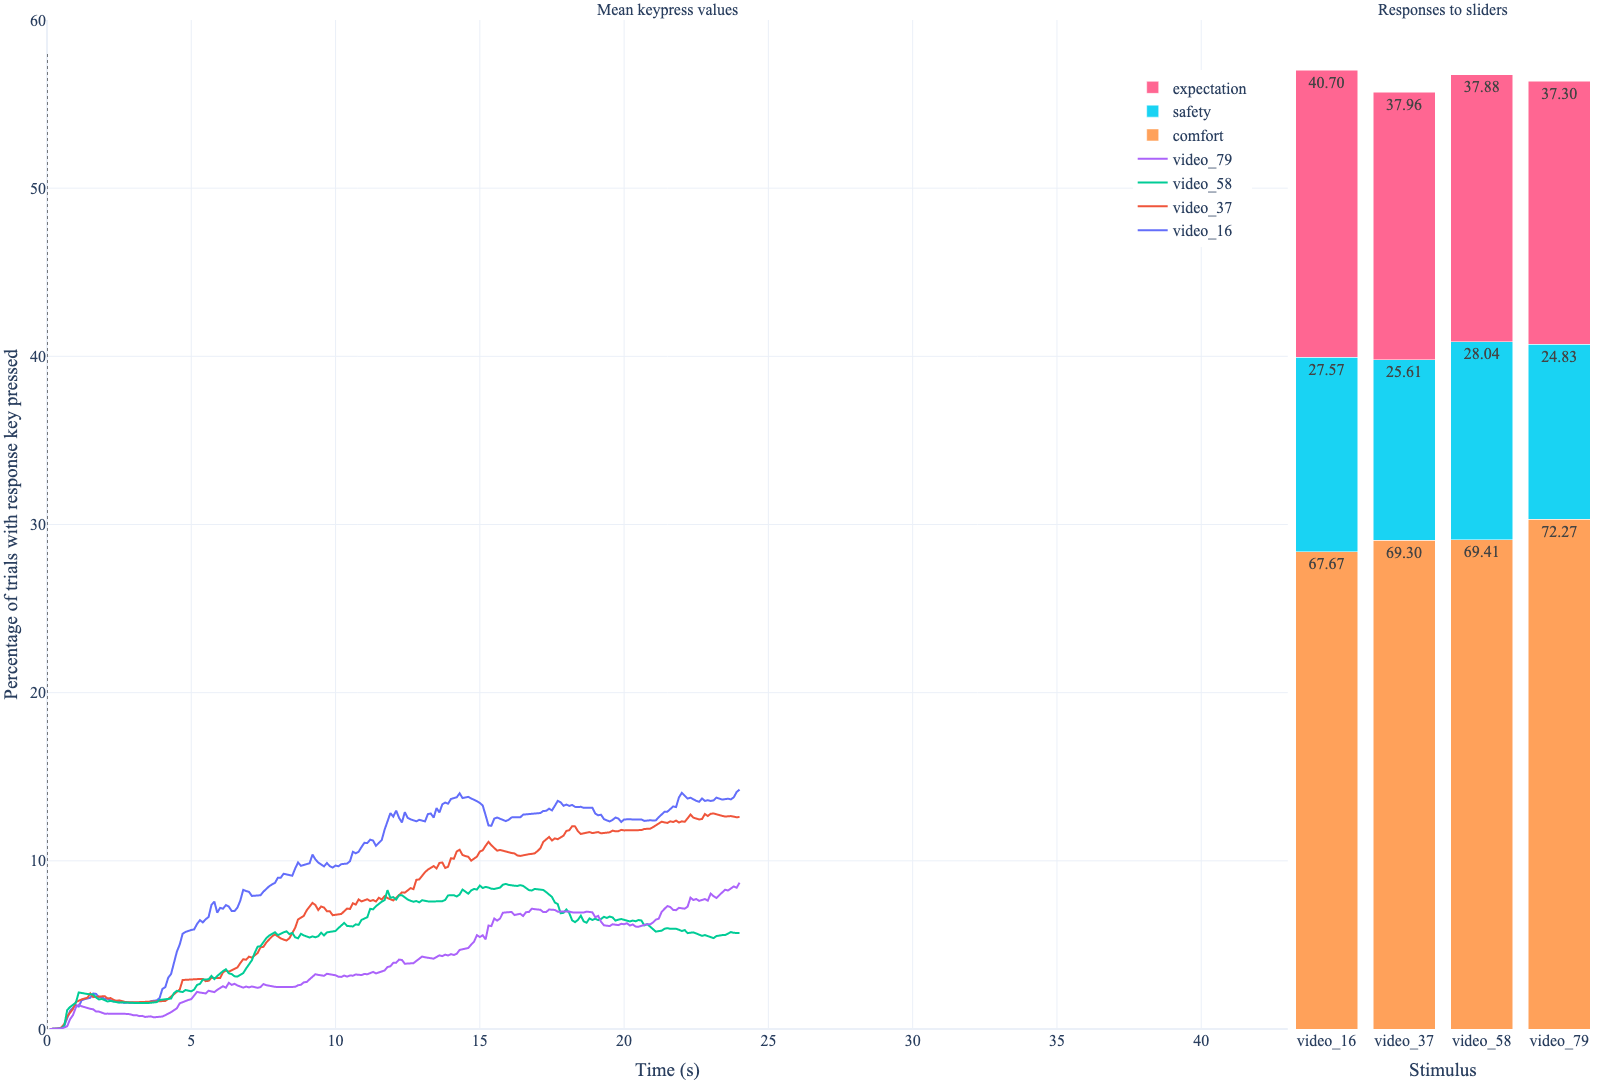 Mean keypress values
Responses to sliders
Percentage of trials with response key pressed
60
50
40
30
20
10
0
0 5 10 15 20 25 30 35 40
Time (s)
expectation
safety
comfort
video_79
video_58
video_37
video_16
40.70 37.96 37.88 37.30
27.57 25.61 28.04 24.83
67.67 69.30 69.41 72.27
video_16 video_37 video_58 video_79
Stimulus